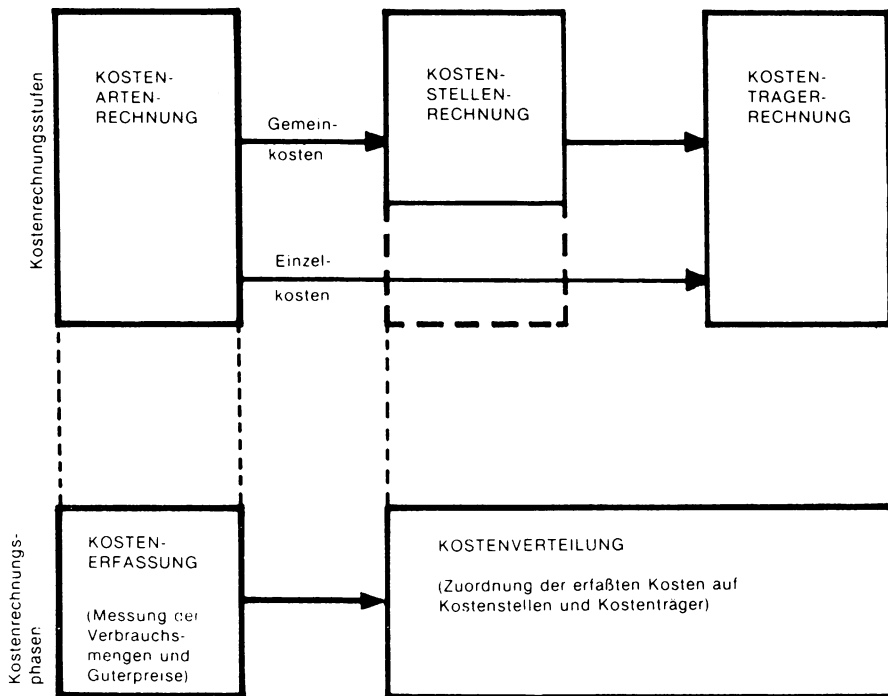 Kostenrechnungsstufen
KOSTEN-
ARTEN-
RECHNUNG
Gemein-
kosten
KOSTEN-
STELLEN-
RECHNUNG
KOSTEN-
TRAGER-
RECHNUNG
Einzel-
kosten
Kostenrechnungs-
phasen
KOSTEN-
ERFASSUNG
(Messung der
Verbrauchs-
mengen und
Guterpreise)
KOSTENVERTEILUNG
(Zuordnung der erfaßten Kosten auf
Kostenstellen und Kostenträger)